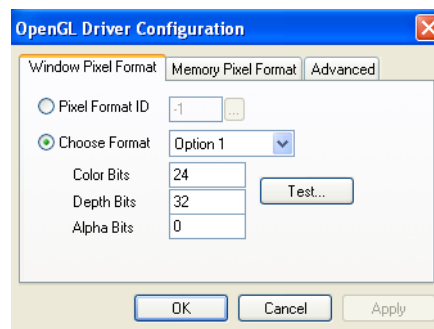 OpenGL Driver Configuration
Window Pixel Format Memory Pixel Format Advanced
Pixel Format ID -1 ...
Choose Format Option 1
Color Bits 24
Test...
Depth Bits 32
Alpha Bits 0
OK Cancel Apply